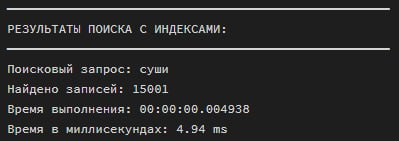 РЕЗУЛЬТАТЫ ПОИСКА С ИНДЕКСАМИ:
Поисковый запрос: суши
Найдено записей: 15001
Время выполнения: 00:00:00.004938
Время в миллисекундах: 4.94 ms